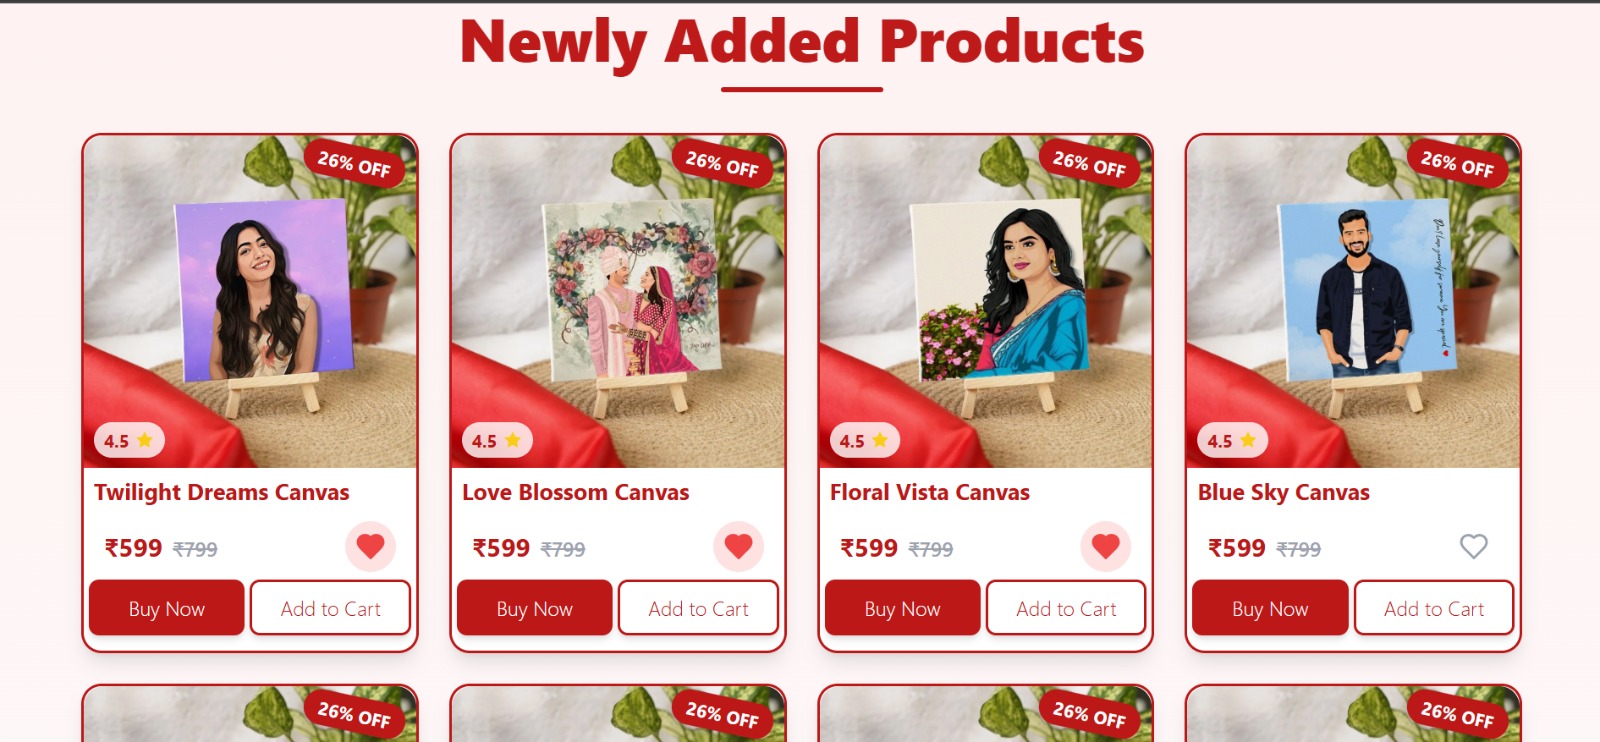 Newly Added Products
26% OFF
26% OFF
26% OFF
26% OFF
4.5
4.5
4.5
4.5
Twilight Dreams Canvas
Love Blossom Canvas
Floral Vista Canvas
Blue Sky Canvas
₹599 ₹799
₹599 ₹799
₹599 ₹799
₹599 ₹799
Buy Now
Add to Cart
Buy Now
Add to Cart
Buy Now
Add to Cart
Buy Now
Add to Cart
26% OFF
26% OFF
26% OFF
26% OFF